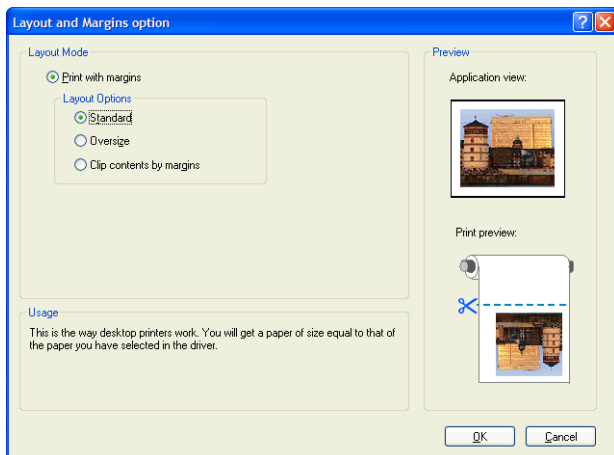 Layout and Margins option
Layout Mode
Print with margins
Layout Options
Standard
Oversize
Clip contents by margins
Usage
This is the way desktop printers work. You will get a paper of size equal to that of
the paper you have selected in the driver.
Preview
Application view:
Print preview:
OK
Cancel